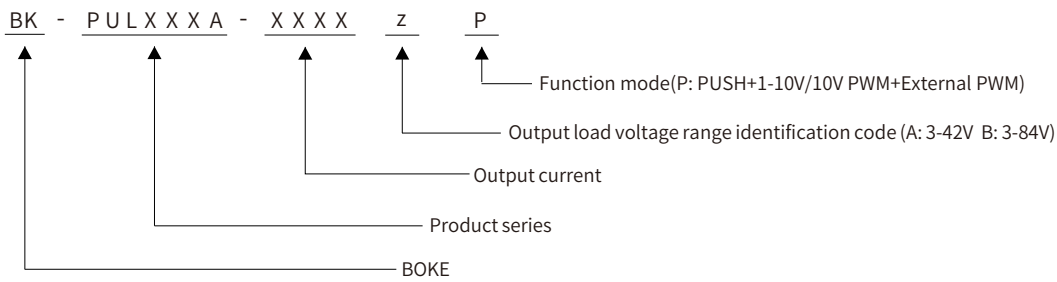 BK - PULXXXA - XXXX z P
Function mode(P: PUSH+1-10V/10V PWM+External PWM)
Output load voltage range identification code (A: 3-42V B: 3-84V)
Output current
Product series
BOKE